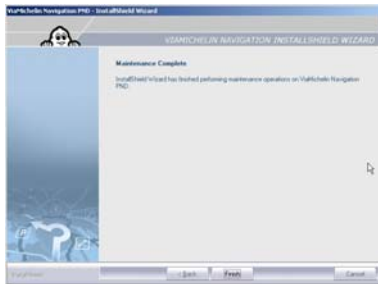 ViaMichelin Navigation PND - InstallShield Wizard
VIAMICHELIN NAVIGATION INSTALLSHIELD WIZARD
Maintenance Complete
InstallShield Wizard has finished performing maintenance operations on ViaMichelin Navigation
PND.
InstallShield
< Back
Finish
Cancel